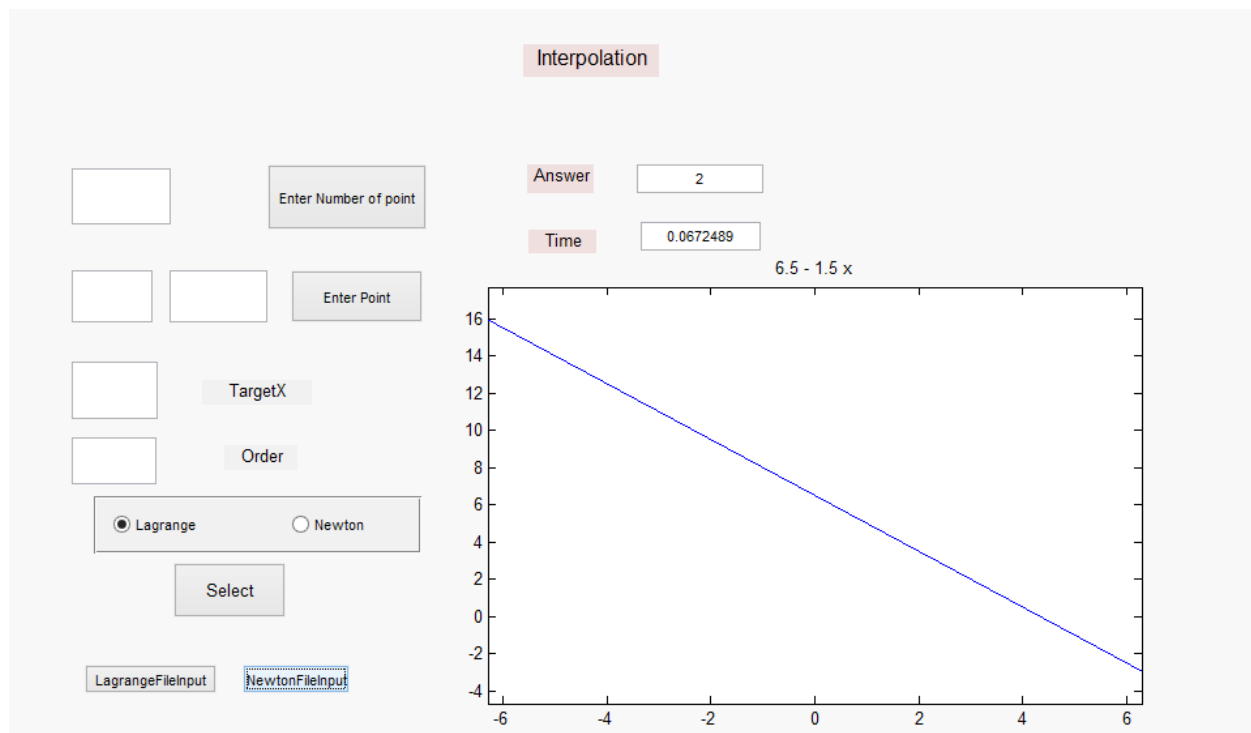 Interpolation
Enter Number of point
Answer
2
Time
0.0672489
Enter Point
TargetX
Order
Lagrange
Newton
Select
LagrangeFileInput
NewtonFileInput
6.5 - 1.5 x
16
14
12
10
8
6
4
2
0
-2
-4
-6 -4 -2 0 2 4 6